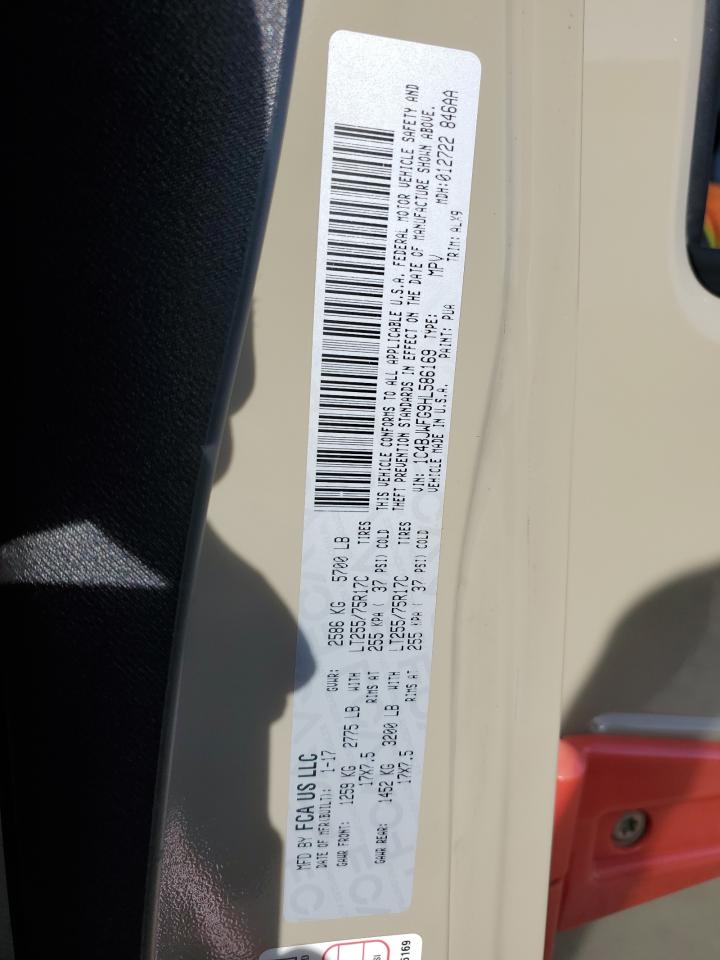 MFD BY FCA US LLC
DATE OF MFR(BUILT): 1-17 GVWR: 2586 KG 5700 LB
GAWR FRONT: 1259 KG 2775 LB WITH LT255/75R17C TIRES
17X7.5 RIMS AT 255 KPA ( 37 PSI) COLD
GAWR REAR: 1452 KG 3200 LB WITH LT255/75R17C TIRES
17X7.5 RIMS AT 255 KPA ( 37 PSI) COLD
THIS VEHICLE CONFORMS TO ALL APPLICABLE U.S.A. FEDERAL MOTOR VEHICLE SAFETY AND
THEFT PREVENTION STANDARDS IN EFFECT ON THE DATE OF MANUFACTURE SHOWN ABOVE.
VIN: 1C4BJWFG9HL586169 TYPE: MPV MDH:012722 846AA
VEHICLE MADE IN U.S.A. PAINT: PUA TRIM: ALX9